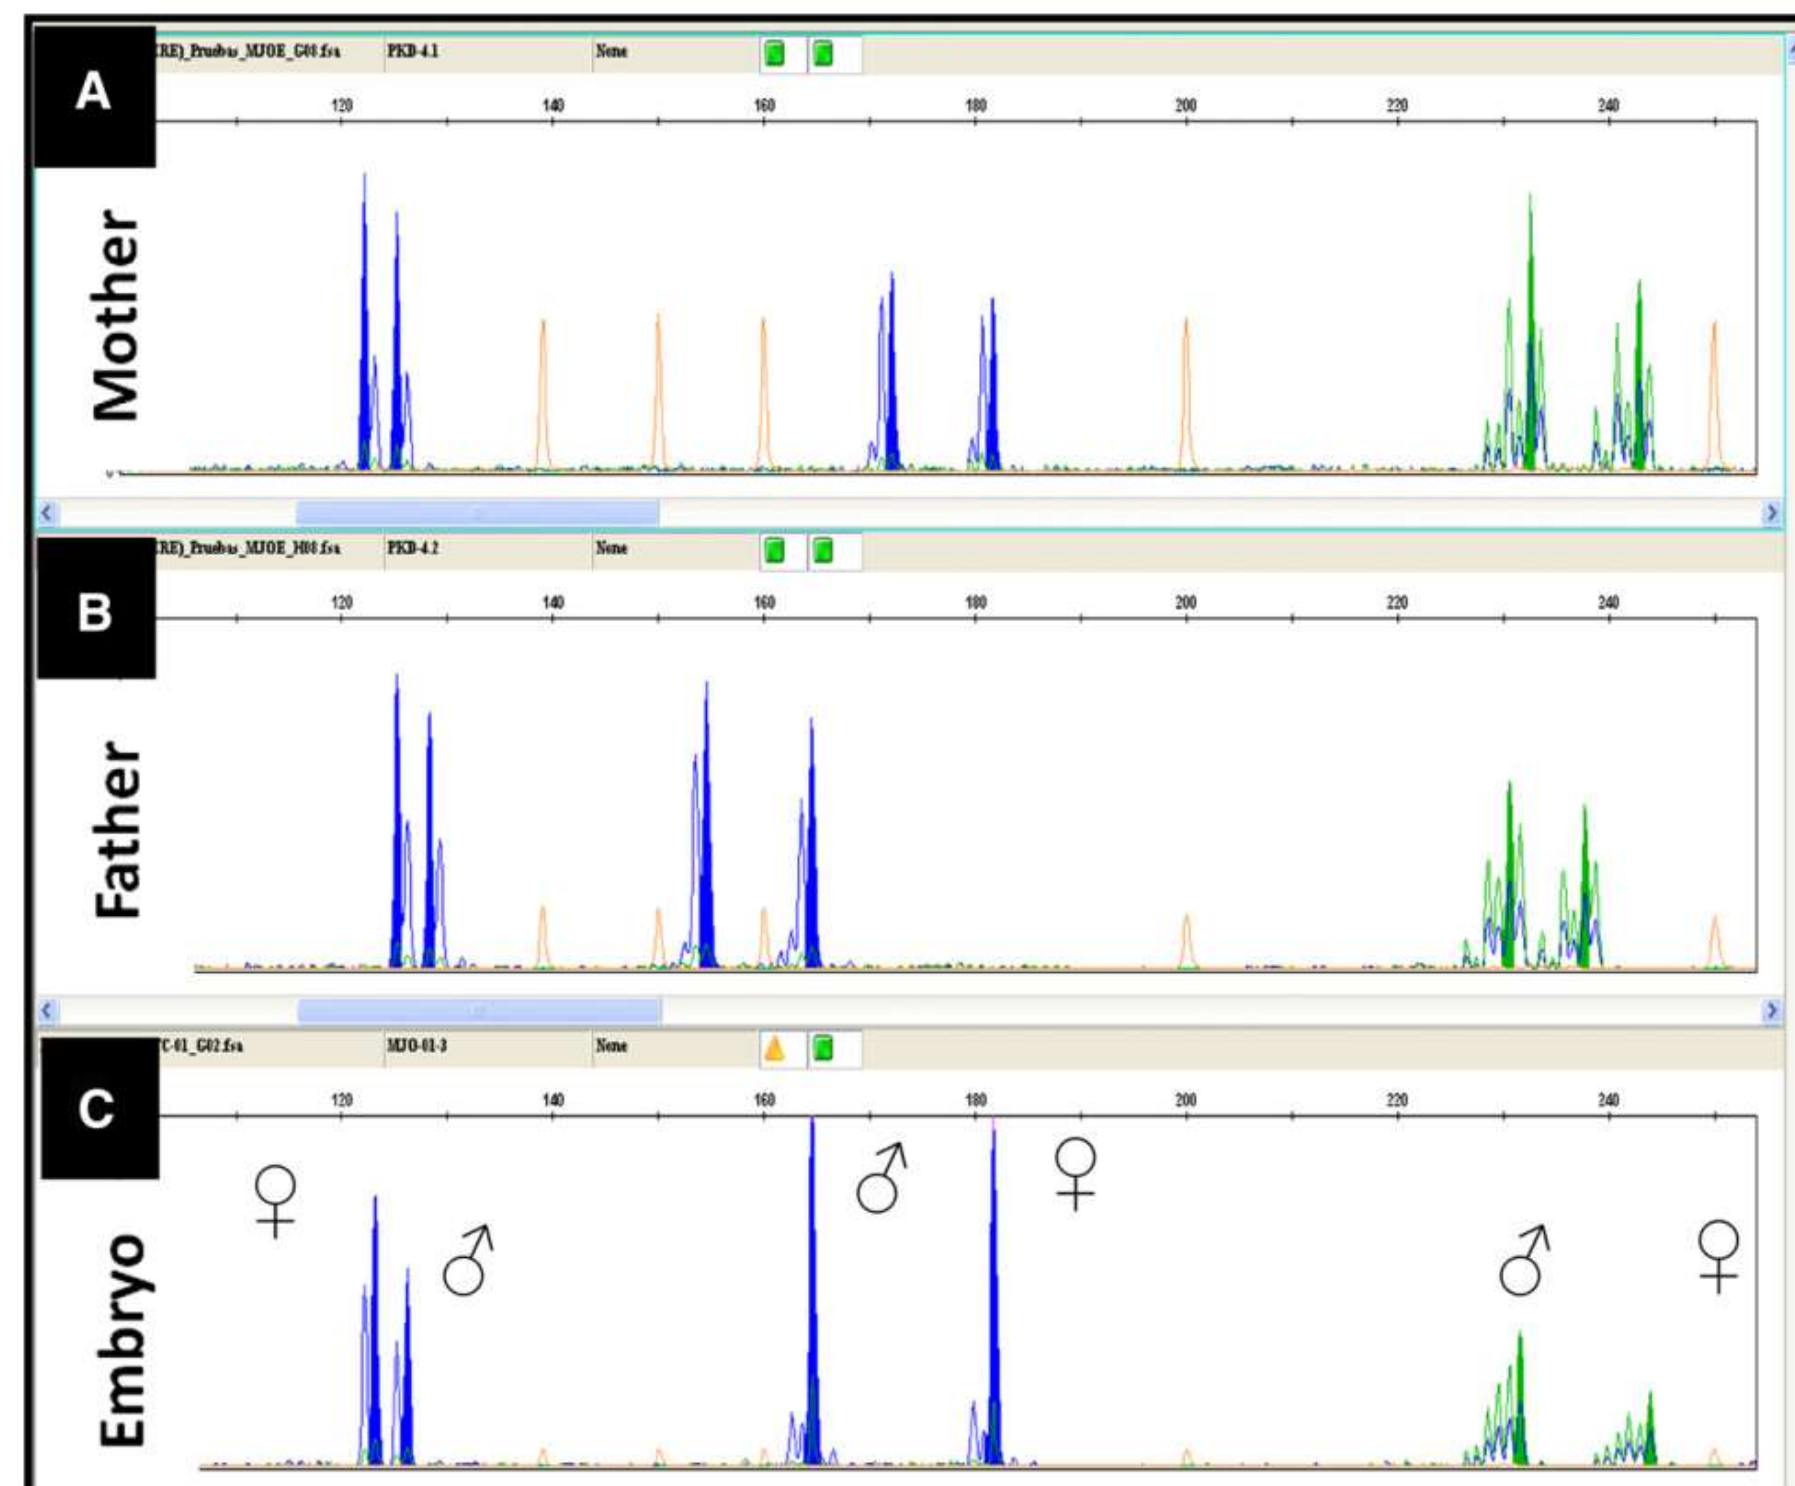 A
RE)_Pruebas_MJOE_G08.fsa PKD-4.1 None
120 140 160 180 200 220 240
Mother
B
RE)_Pruebas_MJOE_H08.fsa PKD-4.2 None
120 140 160 180 200 220 240
Father
C
C-01_G02.fsa MJO-01-3 None
120 140 160 180 200 220 240
♀ ♂ ♂ ♀ ♂ ♀
Embryo